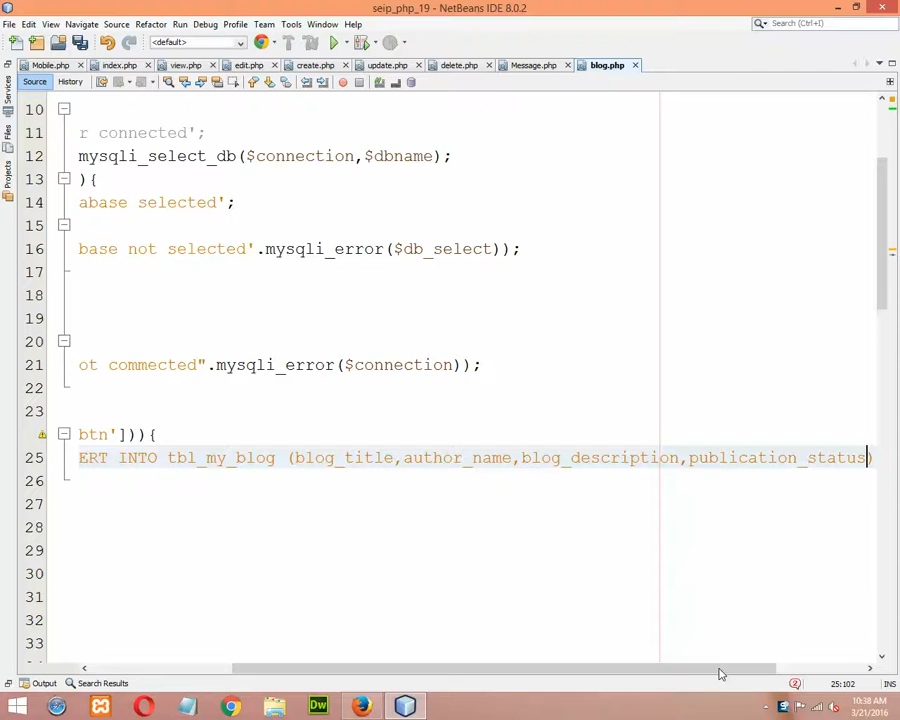 seip_php_19 - NetBeans IDE 8.0.2
File Edit View Navigate Source Refactor Run Debug Profile Team Tools Window Help
Search (Ctrl+I)
<default>
Mobile.php index.php view.php edit.php create.php update.php delete.php Message.php blog.php
Source History
Services
Files
Projects
10
11 r connected';
12 mysqli_select_db($connection,$dbname);
13 ){
14 abase selected';
15
16 base not selected'.mysqli_error($db_select));
17
18
19
20
21 ot commected".mysqli_error($connection));
22
23
btn'])){
25 ERT INTO tbl_my_blog (blog_title,author_name,blog_description,publication_status)
26
27
28
29
30
31
32
33
Output Search Results
2
25:102
INS
Dw
10:38 AM
3/21/2016